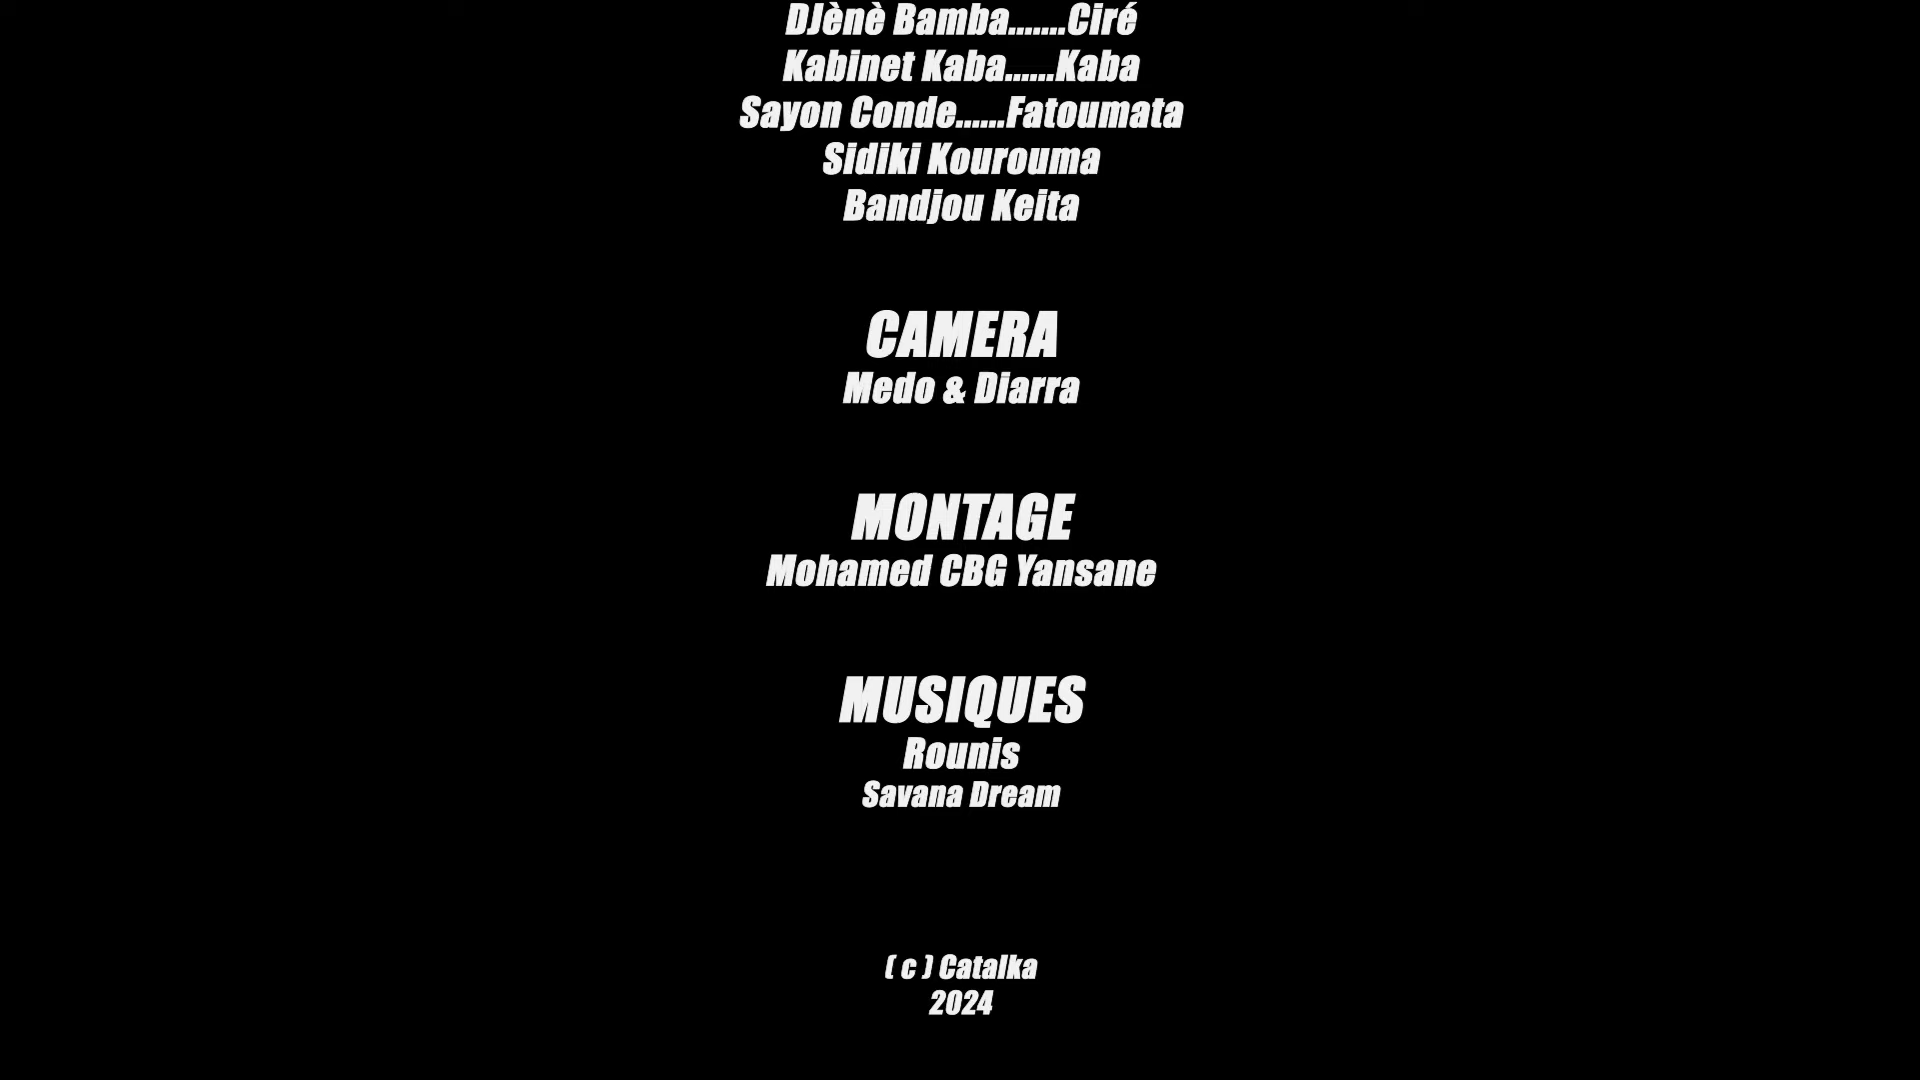 DJènè Bamba.......Ciré
Kabinet Kaba......Kaba
Sayon Conde......Fatoumata
Sidiki Kourouma
Bandjou Keita
CAMERA
Medo & Diarra
MONTAGE
Mohamed CBG Yansane
MUSIQUES
Rounis
Savana Dream
( c ) Catalka
2024